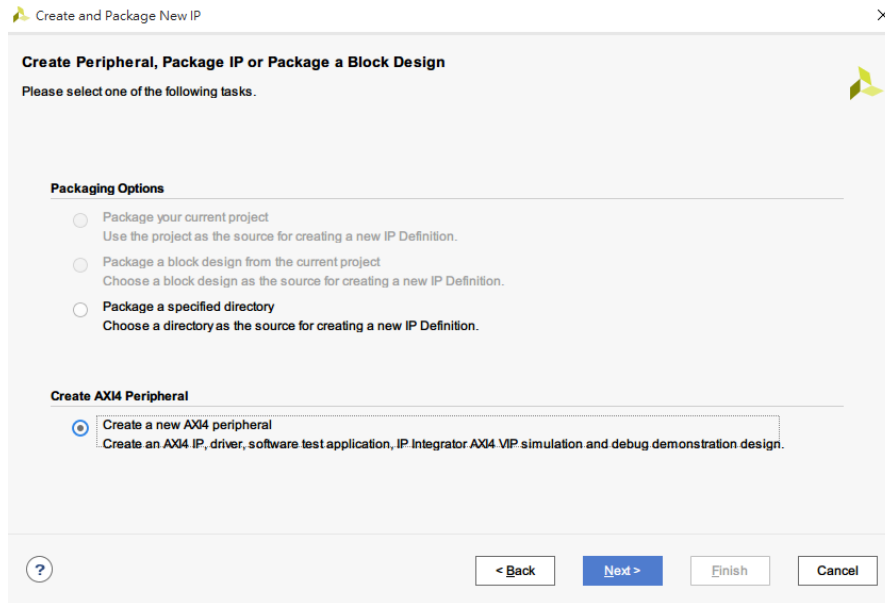 Create and Package New IP
Create Peripheral, Package IP or Package a Block Design
Please select one of the following tasks.
Packaging Options
Package your current project
Use the project as the source for creating a new IP Definition.
Package a block design from the current project
Choose a block design as the source for creating a new IP Definition.
Package a specified directory
Choose a directory as the source for creating a new IP Definition.
Create AXI4 Peripheral
Create a new AXI4 peripheral
Create an AXI4 IP, driver, software test application, IP Integrator AXI4 VIP simulation and debug demonstration design.
? < Back Next > Finish Cancel